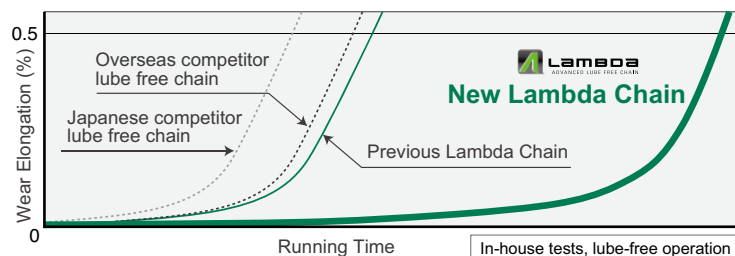 0.5
Wear Elongation (%)
0
Overseas competitor
lube free chain
Japanese competitor
lube free chain
LAMBDA
ADVANCED LUBE FREE CHAIN
New Lambda Chain
Previous Lambda Chain
Running Time
In-house tests, lube-free operation